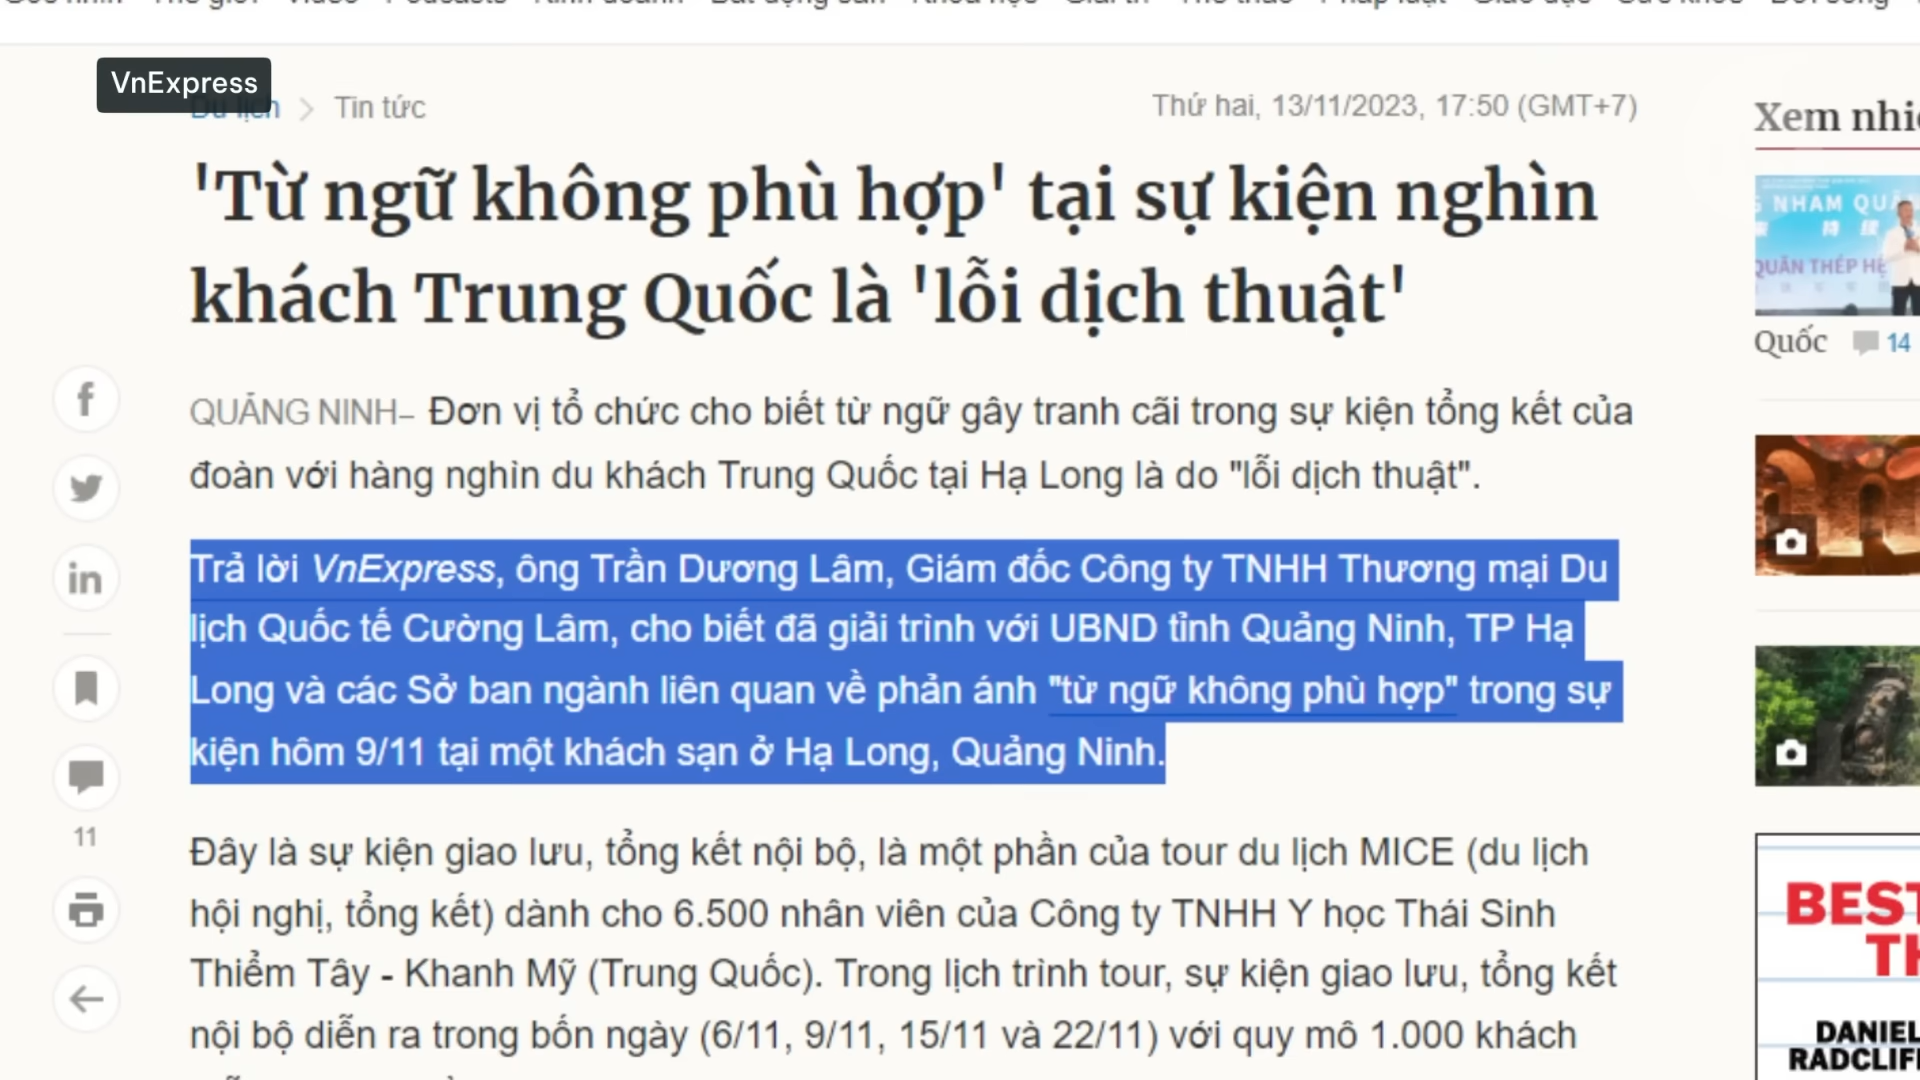 VnExpress
Du lịch > Tin tức
Thứ hai, 13/11/2023, 17:50 (GMT+7)
'Từ ngữ không phù hợp' tại sự kiện nghìn
khách Trung Quốc là 'lỗi dịch thuật'
QUẢNG NINH– Đơn vị tổ chức cho biết từ ngữ gây tranh cãi trong sự kiện tổng kết của
đoàn với hàng nghìn du khách Trung Quốc tại Hạ Long là do "lỗi dịch thuật".
Trả lời VnExpress, ông Trần Dương Lâm, Giám đốc Công ty TNHH Thương mại Du
lịch Quốc tế Cường Lâm, cho biết đã giải trình với UBND tỉnh Quảng Ninh, TP Hạ
Long và các Sở ban ngành liên quan về phản ánh "từ ngữ không phù hợp" trong sự
kiện hôm 9/11 tại một khách sạn ở Hạ Long, Quảng Ninh.
11
Đây là sự kiện giao lưu, tổng kết nội bộ, là một phần của tour du lịch MICE (du lịch
hội nghị, tổng kết) dành cho 6.500 nhân viên của Công ty TNHH Y học Thái Sinh
Thiểm Tây - Khanh Mỹ (Trung Quốc). Trong lịch trình tour, sự kiện giao lưu, tổng kết
nội bộ diễn ra trong bốn ngày (6/11, 9/11, 15/11 và 22/11) với quy mô 1.000 khách
Xem nhi
NHAM QUẢ
QUÂN THÉP HỆ
Quốc 14
BEST
TH
DANIEL
RADCLIF